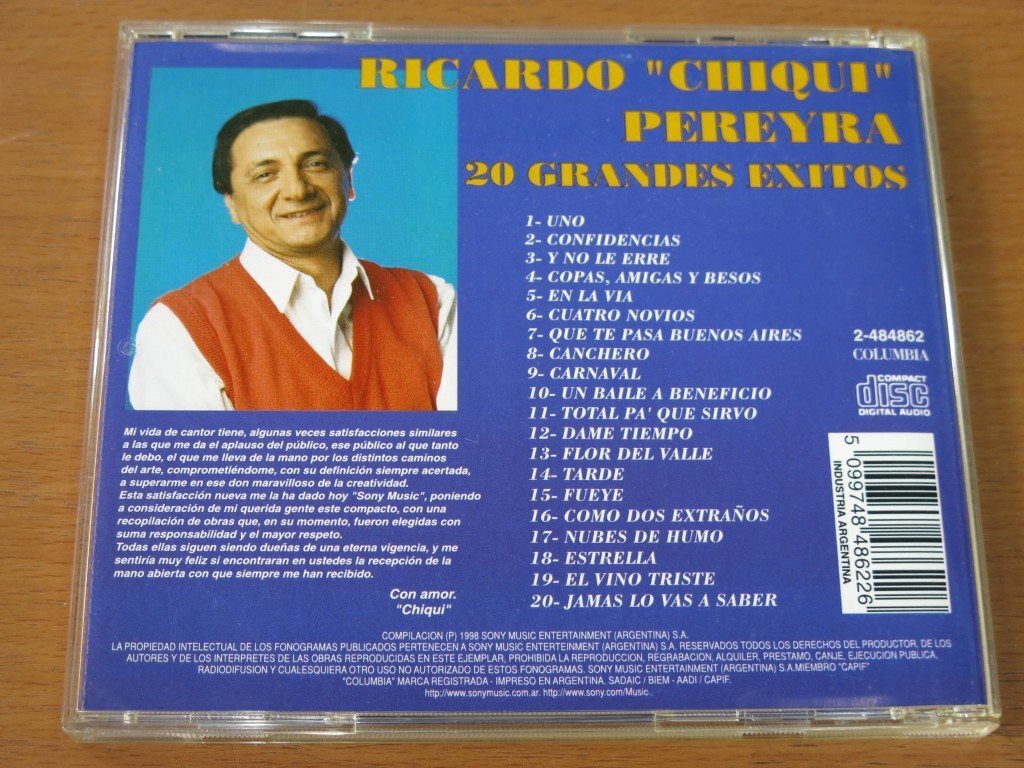 RICARDO "CHIQUI"
PEREYRA
20 GRANDES EXITOS
1- UNO
2- CONFIDENCIAS
3- Y NO LE ERRE
4- COPAS, AMIGAS Y BESOS
5- EN LA VIA
6- CUATRO NOVIOS
7- QUE TE PASA BUENOS AIRES
8- CANCHERO
9- CARNAVAL
10- UN BAILE A BENEFICIO
11- TOTAL PA' QUE SIRVO
12- DAME TIEMPO
13- FLOR DEL VALLE
14- TARDE
15- FUEYE
16- COMO DOS EXTRAÑOS
17- NUBES DE HUMO
18- ESTRELLA
19- EL VINO TRISTE
20- JAMAS LO VAS A SABER
2-484862
COLUMBIA
COMPACT
disc
DIGITAL AUDIO
5 099748 486226
INDUSTRIA ARGENTINA
Mi vida de cantor tiene, algunas veces satisfacciones similares
a las que me da el aplauso del público, ese público al que tanto
le debo, el que me lleva de la mano por los distintos caminos
del arte, comprometiéndome, con su definición siempre acertada,
a superarme en ese don maravilloso de la creatividad.
Esta satisfacción nueva me la ha dado hoy "Sony Music", poniendo
a consideración de mi querida gente este compacto, con una
recopilación de obras que, en su momento, fueron elegidas con
suma responsabilidad y el mayor respeto.
Todas ellas siguen siendo dueñas de una eterna vigencia, y me
sentiría muy feliz si encontraran en ustedes la recepción de la
mano abierta con que siempre me han recibido.
Con amor.
"Chiqui"
COMPILACION (P) 1998 SONY MUSIC ENTERTAINMENT (ARGENTINA) S.A.
LA PROPIEDAD INTELECTUAL DE LOS FONOGRAMAS PUBLICADOS PERTENECEN A SONY MUSIC ENTERTAIMENT (ARGENTINA) S.A. RESERVADOS TODOS LOS DERECHOS DEL PRODUCTOR, DE LOS
AUTORES Y DE LOS INTERPRETES DE LAS OBRAS REPRODUCIDAS EN ESTE EJEMPLAR, PROHIBIDA LA REPRODUCCION, REGRABACION, ALQUILER, PRESTAMO, CANJE, EJECUCION PUBLICA,
RADIODIFUSION Y CUALESQUIERA OTRO USO NO AUTORIZADO DE ESTOS FONOGRAMAS. SONY MUSIC ENTERTAINMENT (ARGENTINA) S.A.MIEMBRO "CAPIF"
"COLUMBIA" MARCA REGISTRADA - IMPRESO EN ARGENTINA. SADAIC / BIEM - AADI / CAPIF.
http://www.sonymusic.com.ar. http://www.sony.com/Music